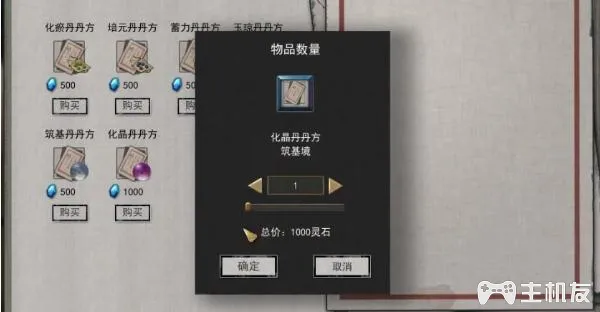 化瘀丹丹方
培元丹方
蓄力丹丹方
玉琼丹丹方
500
500
购买
购买
筑基丹丹方
化晶丹方
500
1000
购买
购买
物品数量
化晶丹丹方
筑基境
1
总价：1000灵石
确定
取消
主机友